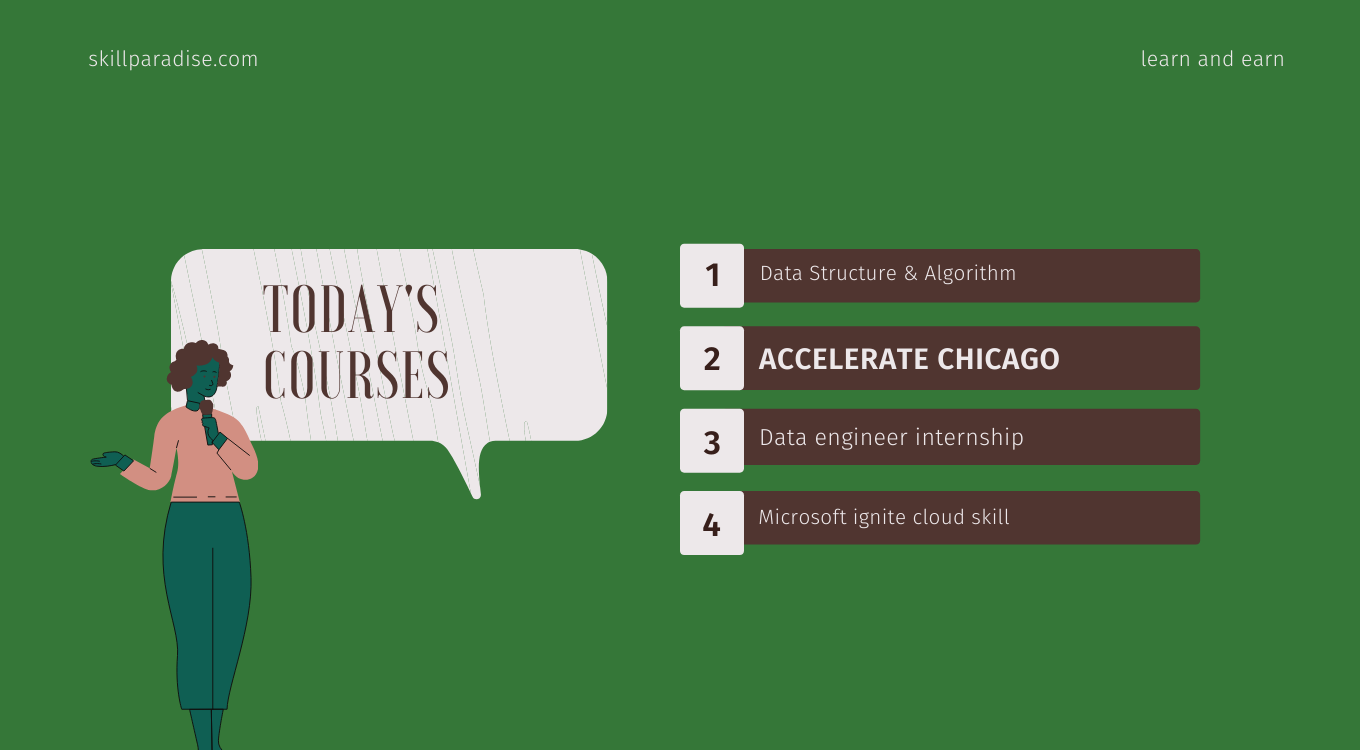 skillparadise.com
learn and earn
TODAY'S
COURSES
1 Data Structure & Algorithm
2 ACCELERATE CHICAGO
3 Data engineer internship
4 Microsoft ignite cloud skill